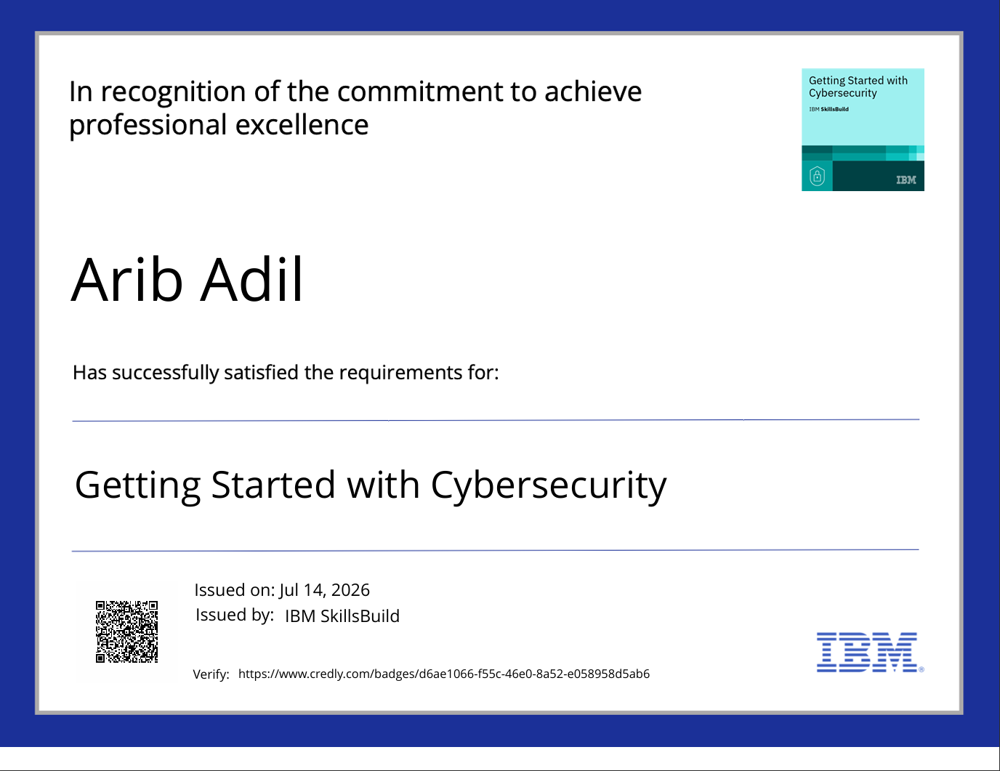 In recognition of the commitment to achieve
professional excellence
Getting Started with
Cybersecurity
IBM SkillsBuild
IBM
Arib Adil
Has successfully satisfied the requirements for:
Getting Started with Cybersecurity
Issued on: Jul 14, 2026
Issued by: IBM SkillsBuild
Verify: https://www.credly.com/badges/d6ae1066-f55c-46e0-8a52-e058958d5ab6
IBM®